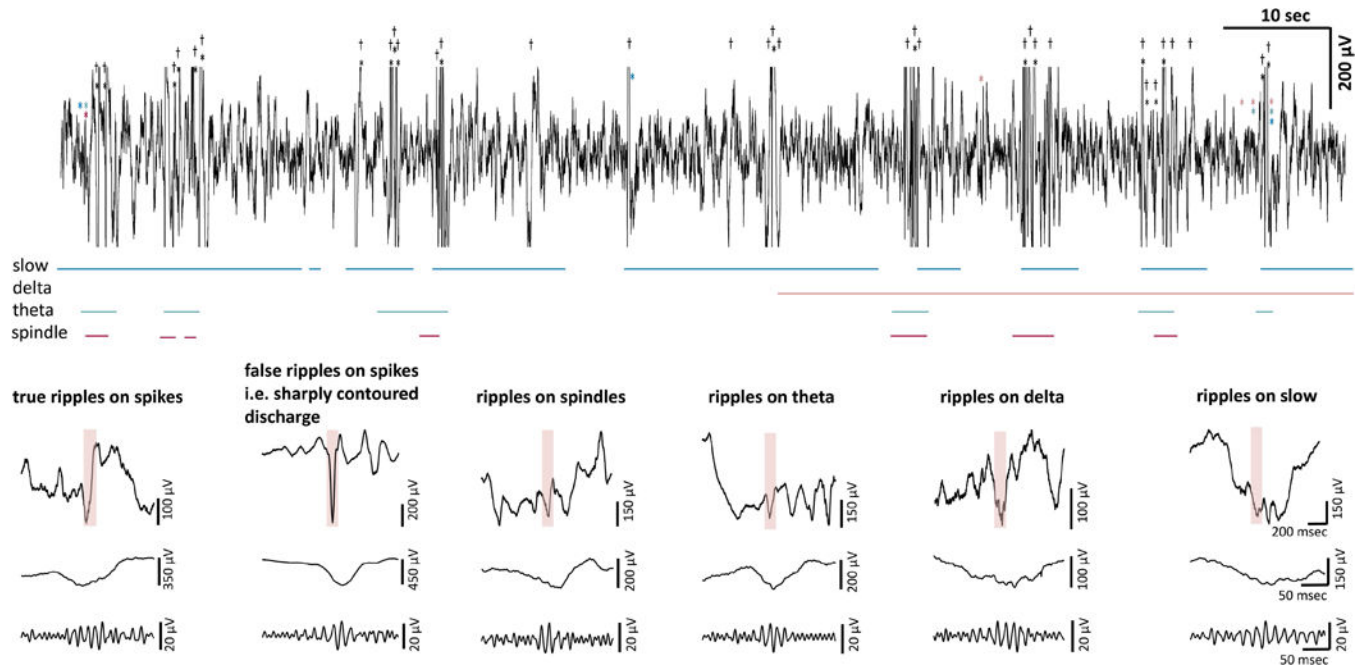 10 sec
200 μV
slow
delta
theta
spindle
true ripples on spikes
false ripples on spikes
i.e. sharply contoured
discharge
ripples on spindles
ripples on theta
ripples on delta
ripples on slow
100 μV
200 μV
150 μV
150 μV
100 μV
150 μV
200 msec
350 μV
450 μV
200 μV
200 μV
100 μV
150 μV
50 msec
20 μV
20 μV
20 μV
20 μV
20 μV
20 μV
50 msec